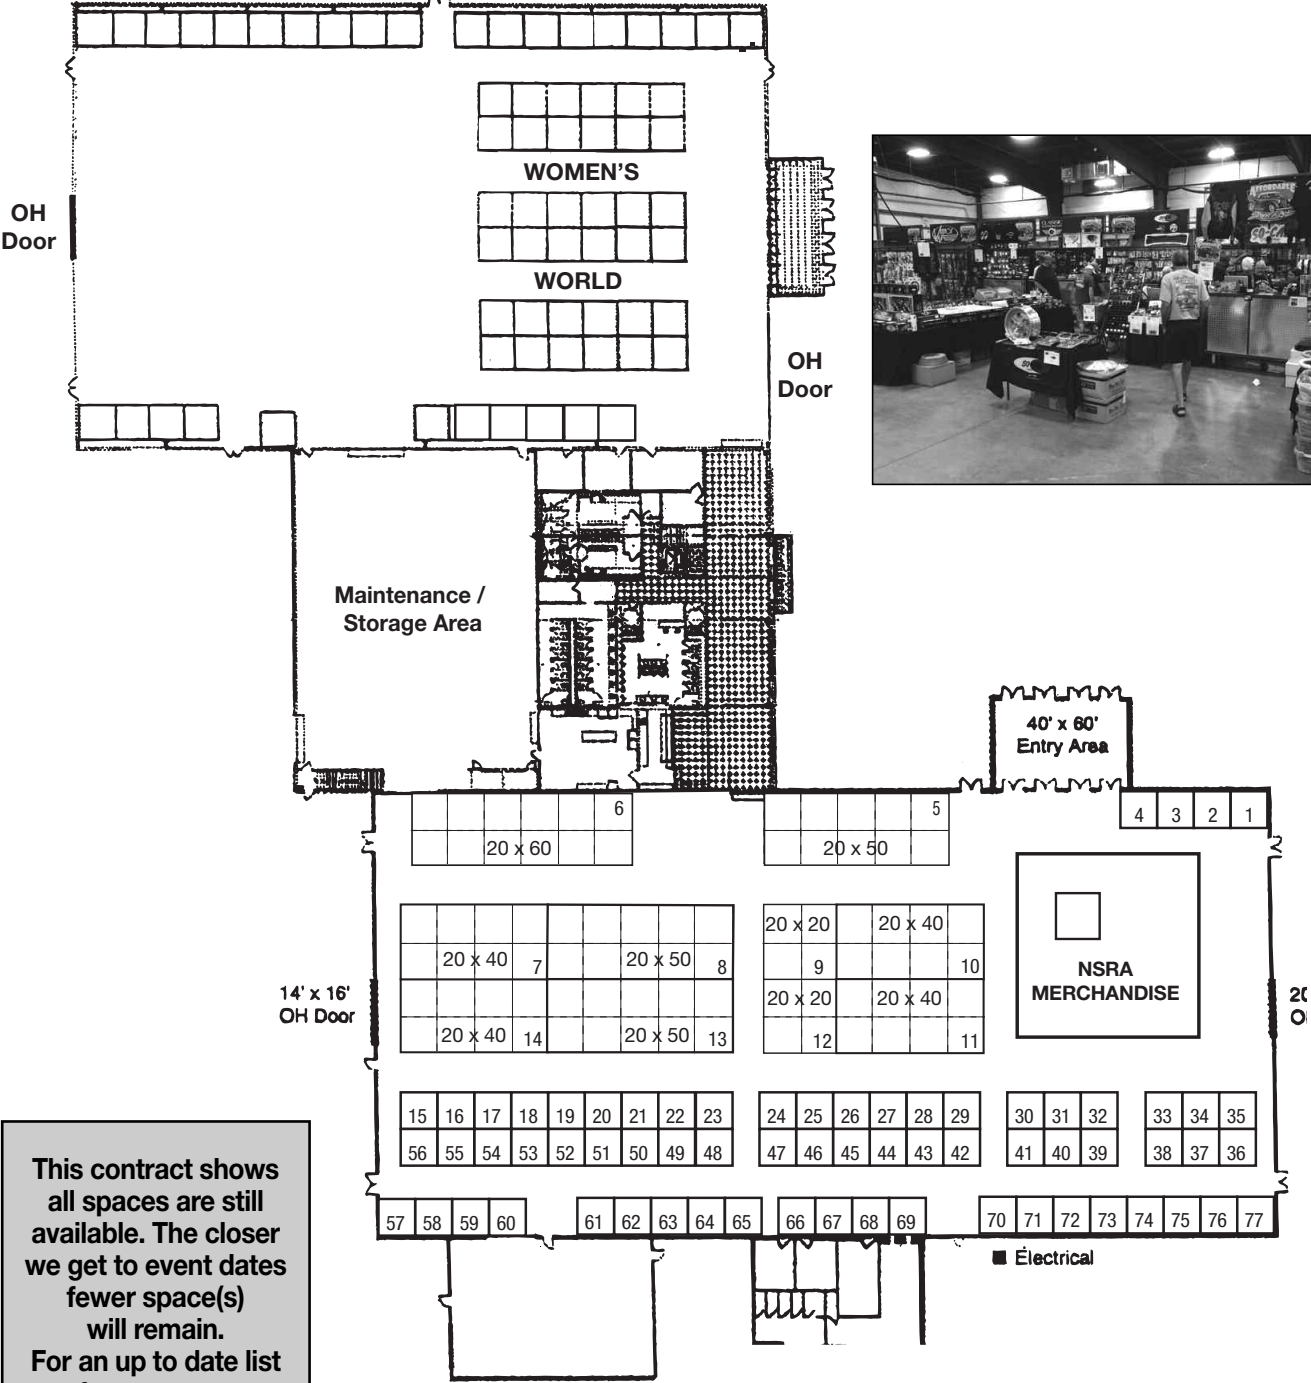 WOMEN'S
OH
Door
WORLD
AFFORDABLE
OH
Door
Maintenance /
Storage Area
40' x 60'
Entry Area
6
5
4 3 2 1
20 x 60
20 x 50
20 x 20 20 x 40
20 x 40 7 20 x 50 8
9 10
NSRA
MERCHANDISE
14' x 16'
OH Door
20 x 20 20 x 40
20 x 40 14 20 x 50 13
12 11
15 16 17 18 19 20 21 22 23 24 25 26 27 28 29 30 31 32 33 34 35
56 55 54 53 52 51 50 49 48 47 46 45 44 43 42 41 40 39 38 37 36
57 58 59 60 61 62 63 64 65 66 67 68 69 70 71 72 73 74 75 76 77
Electrical
This contract shows
all spaces are still
available. The closer
we get to event dates
fewer space(s)
will remain.
For an up to date list